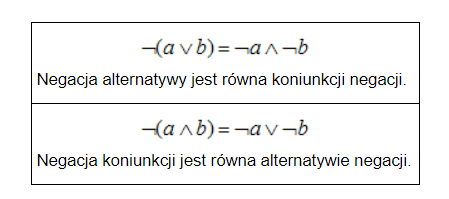 ¬(a ∨ b) = ¬a ∧ ¬b
Negacja alternatywy jest równa koniunkcji negacji.
¬(a ∧ b) = ¬a ∨ ¬b
Negacja koniunkcji jest równa alternatywie negacji.